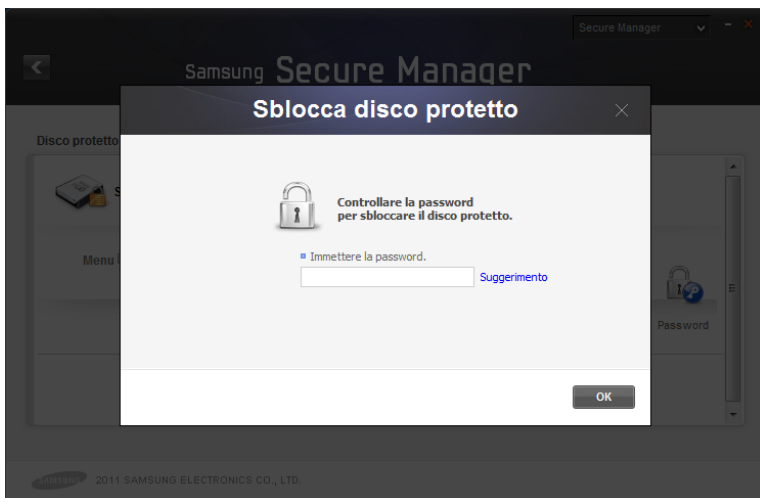 Secure Manager
Samsung Secure Manager
Sblocca disco protetto
Disco protetto
S
Controllare la password
per sbloccare il disco protetto.
Menu
Immettere la password.
Suggerimento
Password
OK
SAMSUNG 2011 SAMSUNG ELECTRONICS CO., LTD.